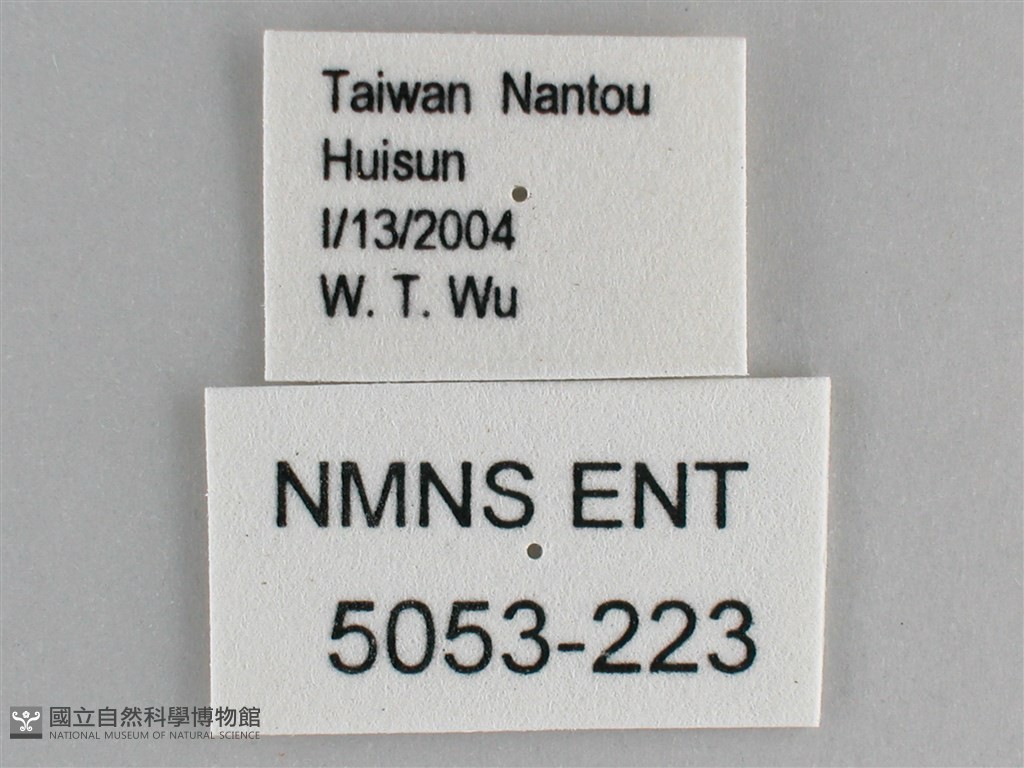 Taiwan Nantou
Huisun
I/13/2004
W. T. Wu
NMNS ENT
5053-223
國立自然科學博物館
NATIONAL MUSEUM OF NATURAL SCIENCE